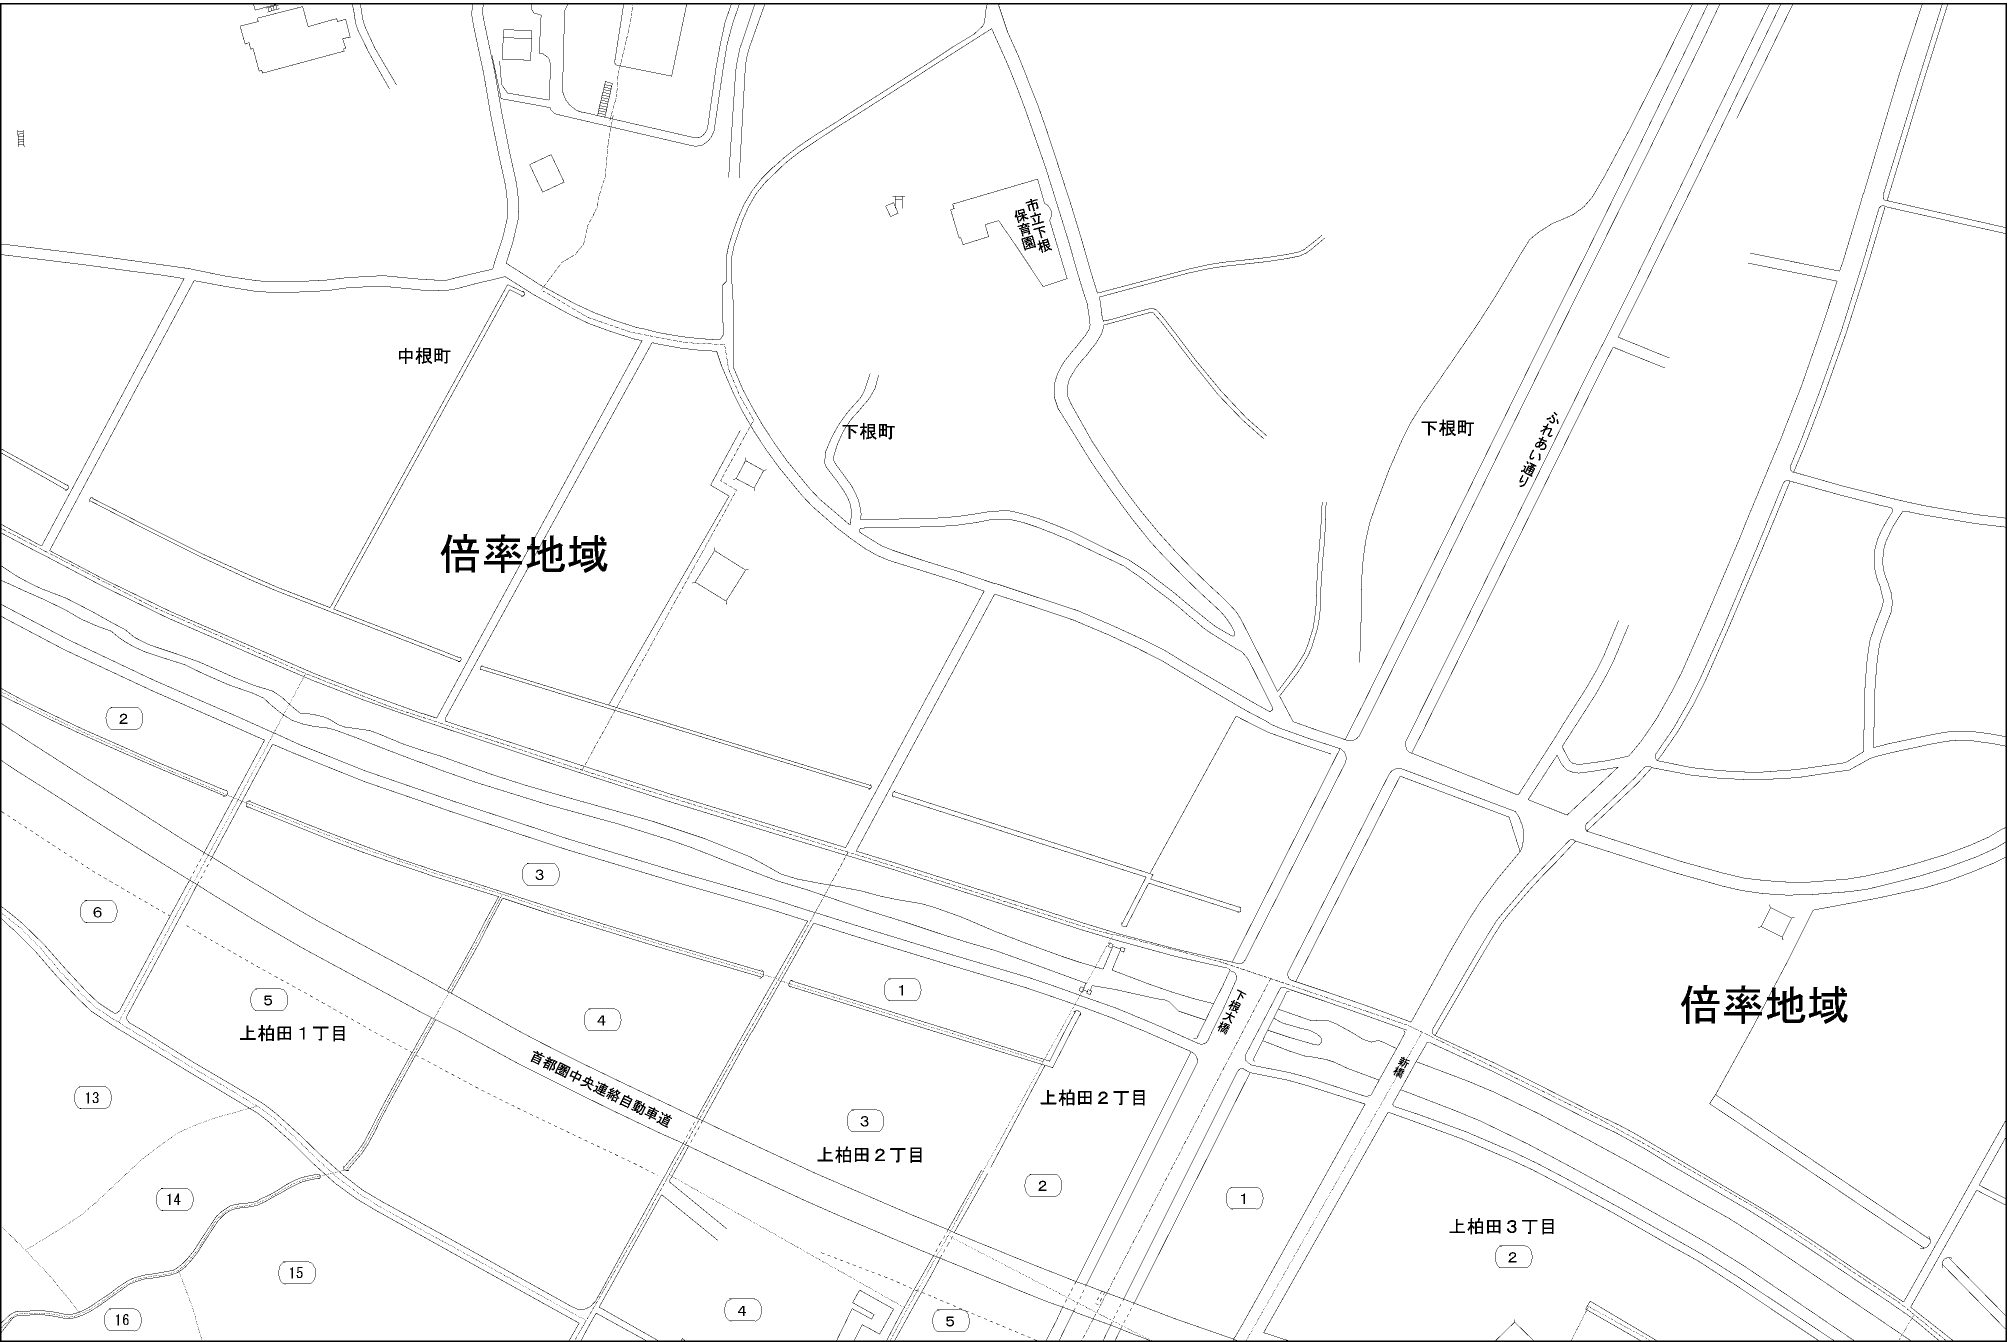 市立下根
保育園
中根町
下根町
下根町
ふれあい通り
倍率地域
2
3
6
1
5
4
上柏田1丁目
下根大橋
倍率地域
首都圏中央連絡自動車道
新橋
13
上柏田2丁目
3
上柏田2丁目
14
2
1
上柏田3丁目
2
15
16
4
5